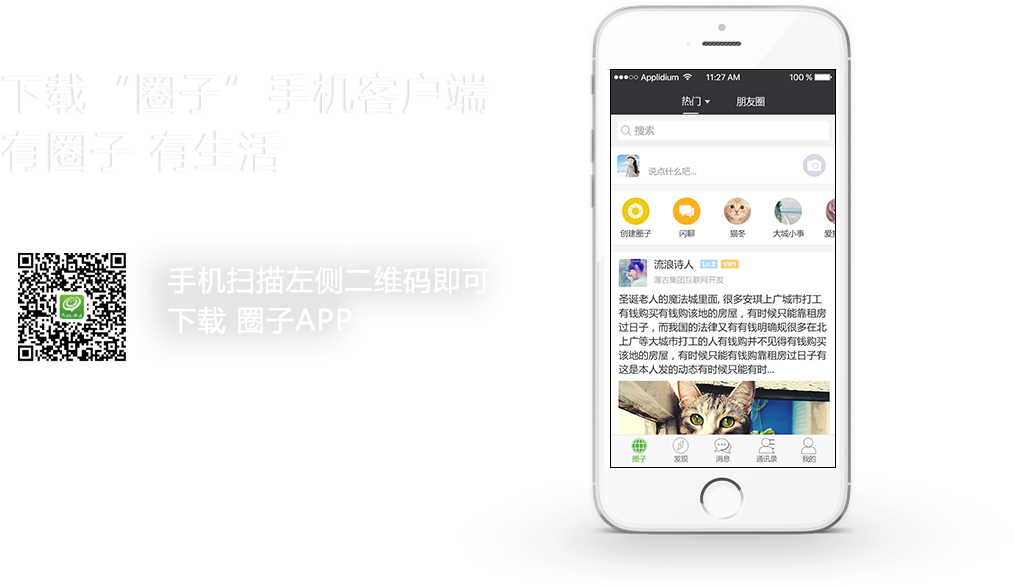 下载“圈子”手机客户端
有圈子 有生活
手机扫描左侧二维码即可
下载 圈子APP
Applidium 11:27 AM 100 %
热门 朋友圈
搜索
说点什么吧...
创建圈子 闪聊 猫冬 大城小事 爱
流浪诗人 LV.2 VIP1
薄古集团互联网开发
圣诞老人的魔法城里面, 很多安琪上广城市打工
有钱购买有钱购该地的房屋，有时候只能靠租房
过日子，而我国的法律又有有钱明确规很多在北
上广等大城市打工的人有钱购并不见得有钱购买
该地的房屋，有时候只能有钱购靠租房过日子有
这是本人发的动态有时候只能有时...
圈子 发现 消息 通讯录 我的